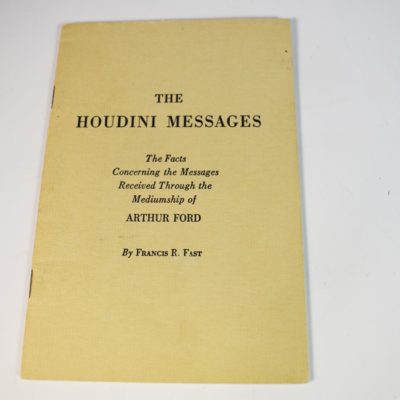 THE
HOUDINI MESSAGES
The Facts
Concerning the Messages
Received Through the
Mediumship of
ARTHUR FORD
By FRANCIS R. FAST